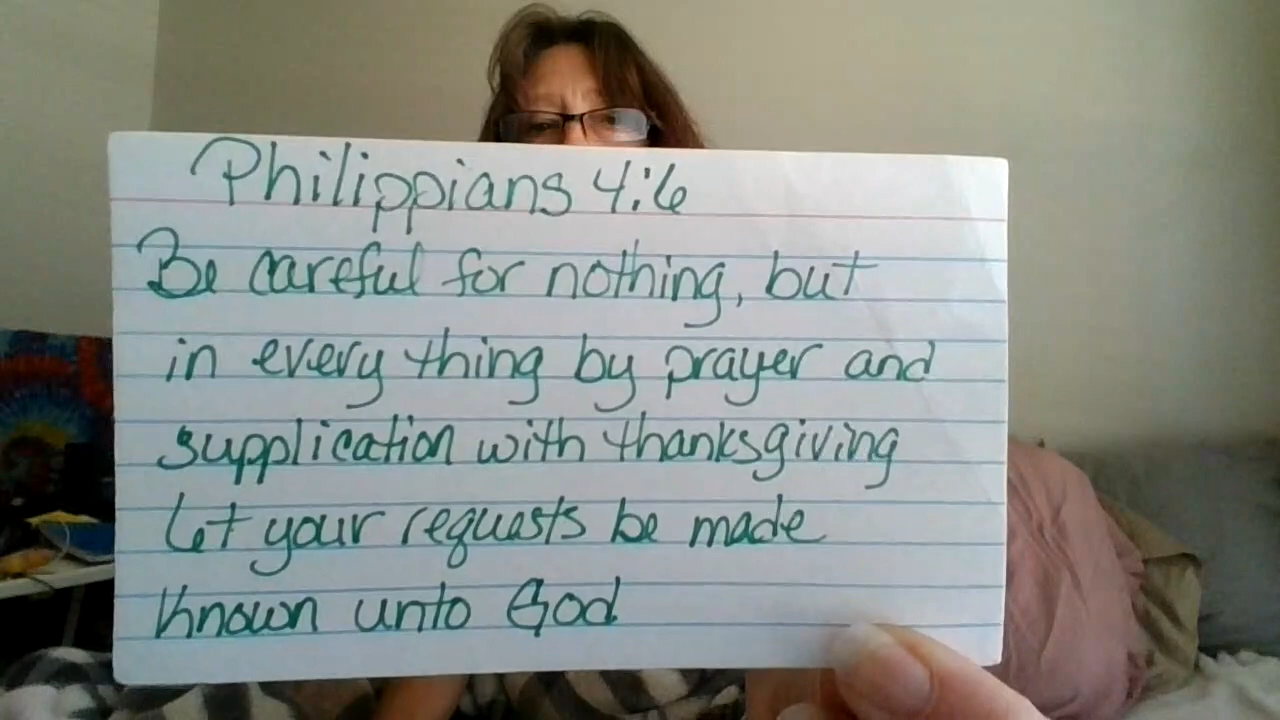 Philippians 4:6
Be careful for nothing, but
in every thing by prayer and
supplication with thanksgiving
let your requests be made
known unto God